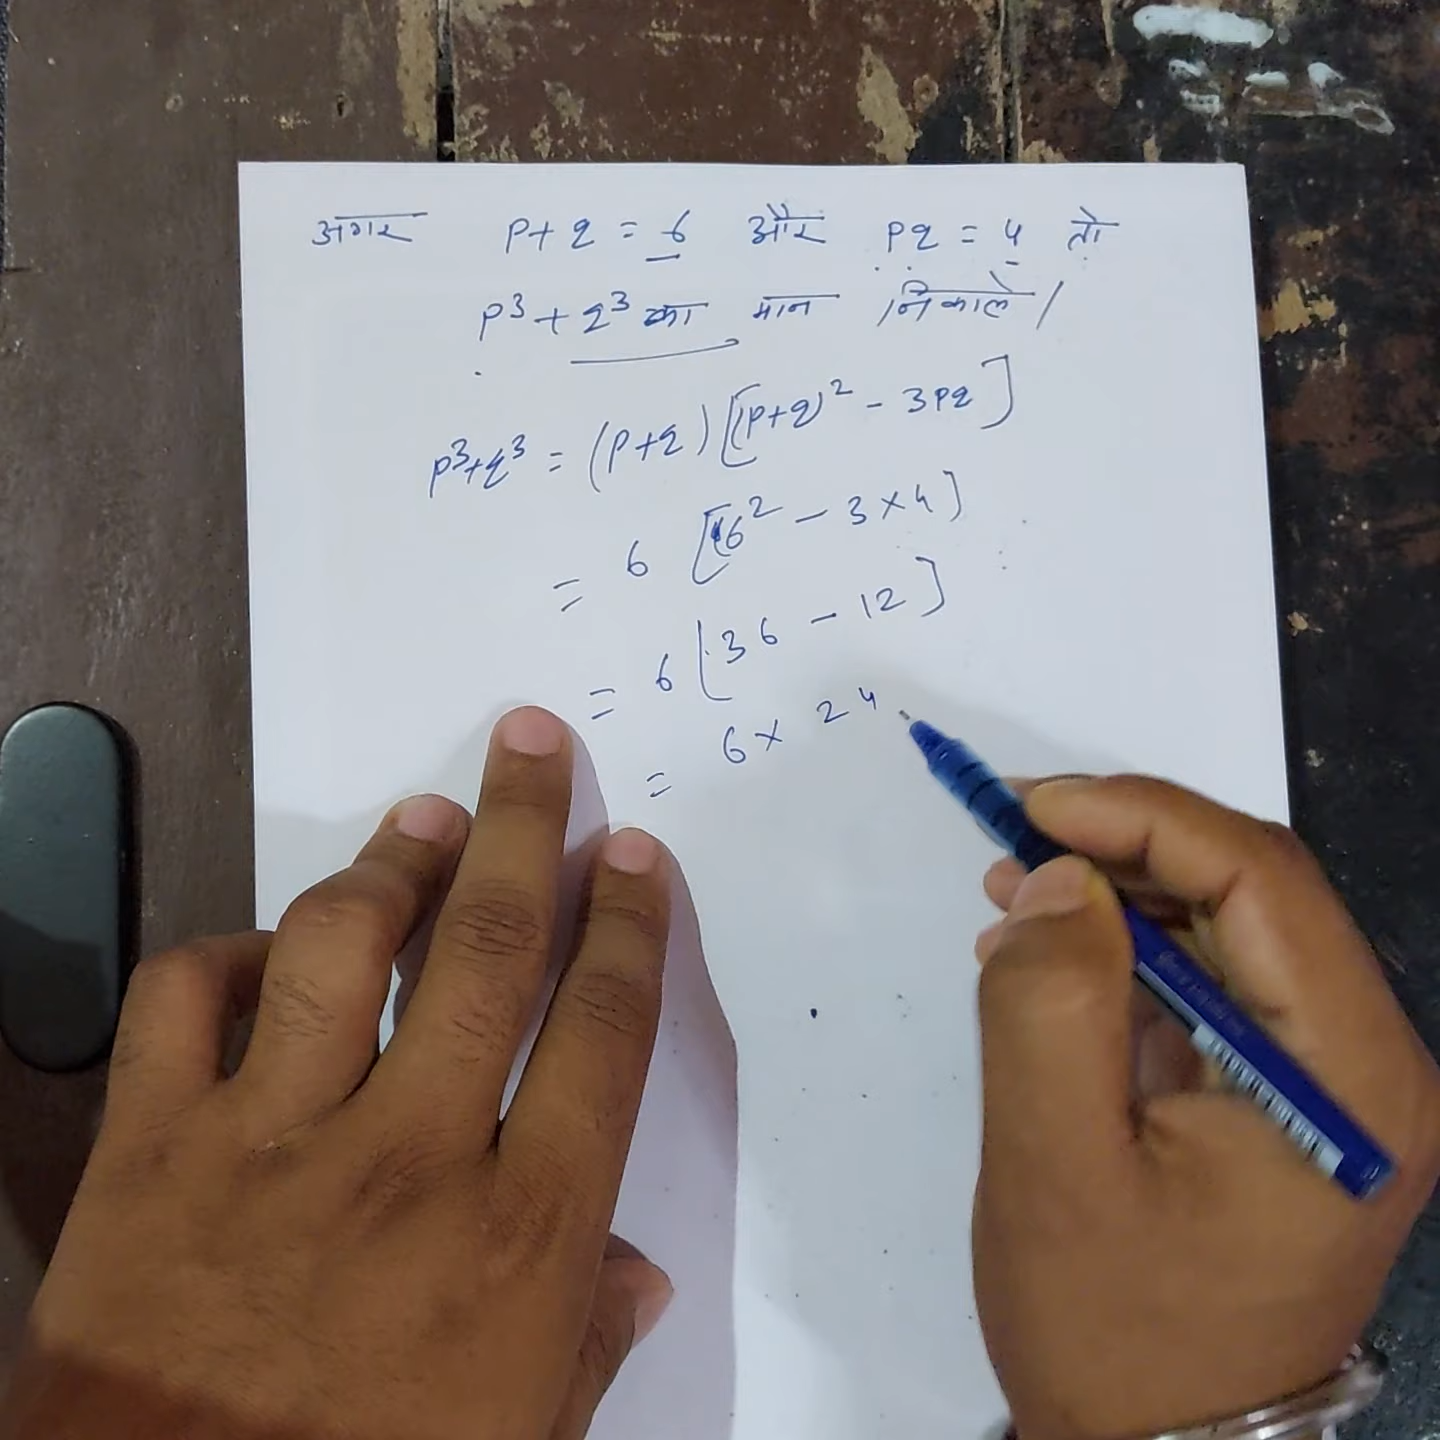 अगर p+q = 6 और pq = 4 तो
p³+q³ का मान निकाले।
p³+q³ = (p+q) [(p+q)² - 3pq]
= 6 [6² - 3×4]
= 6 [36 - 12]
= 6 × 24